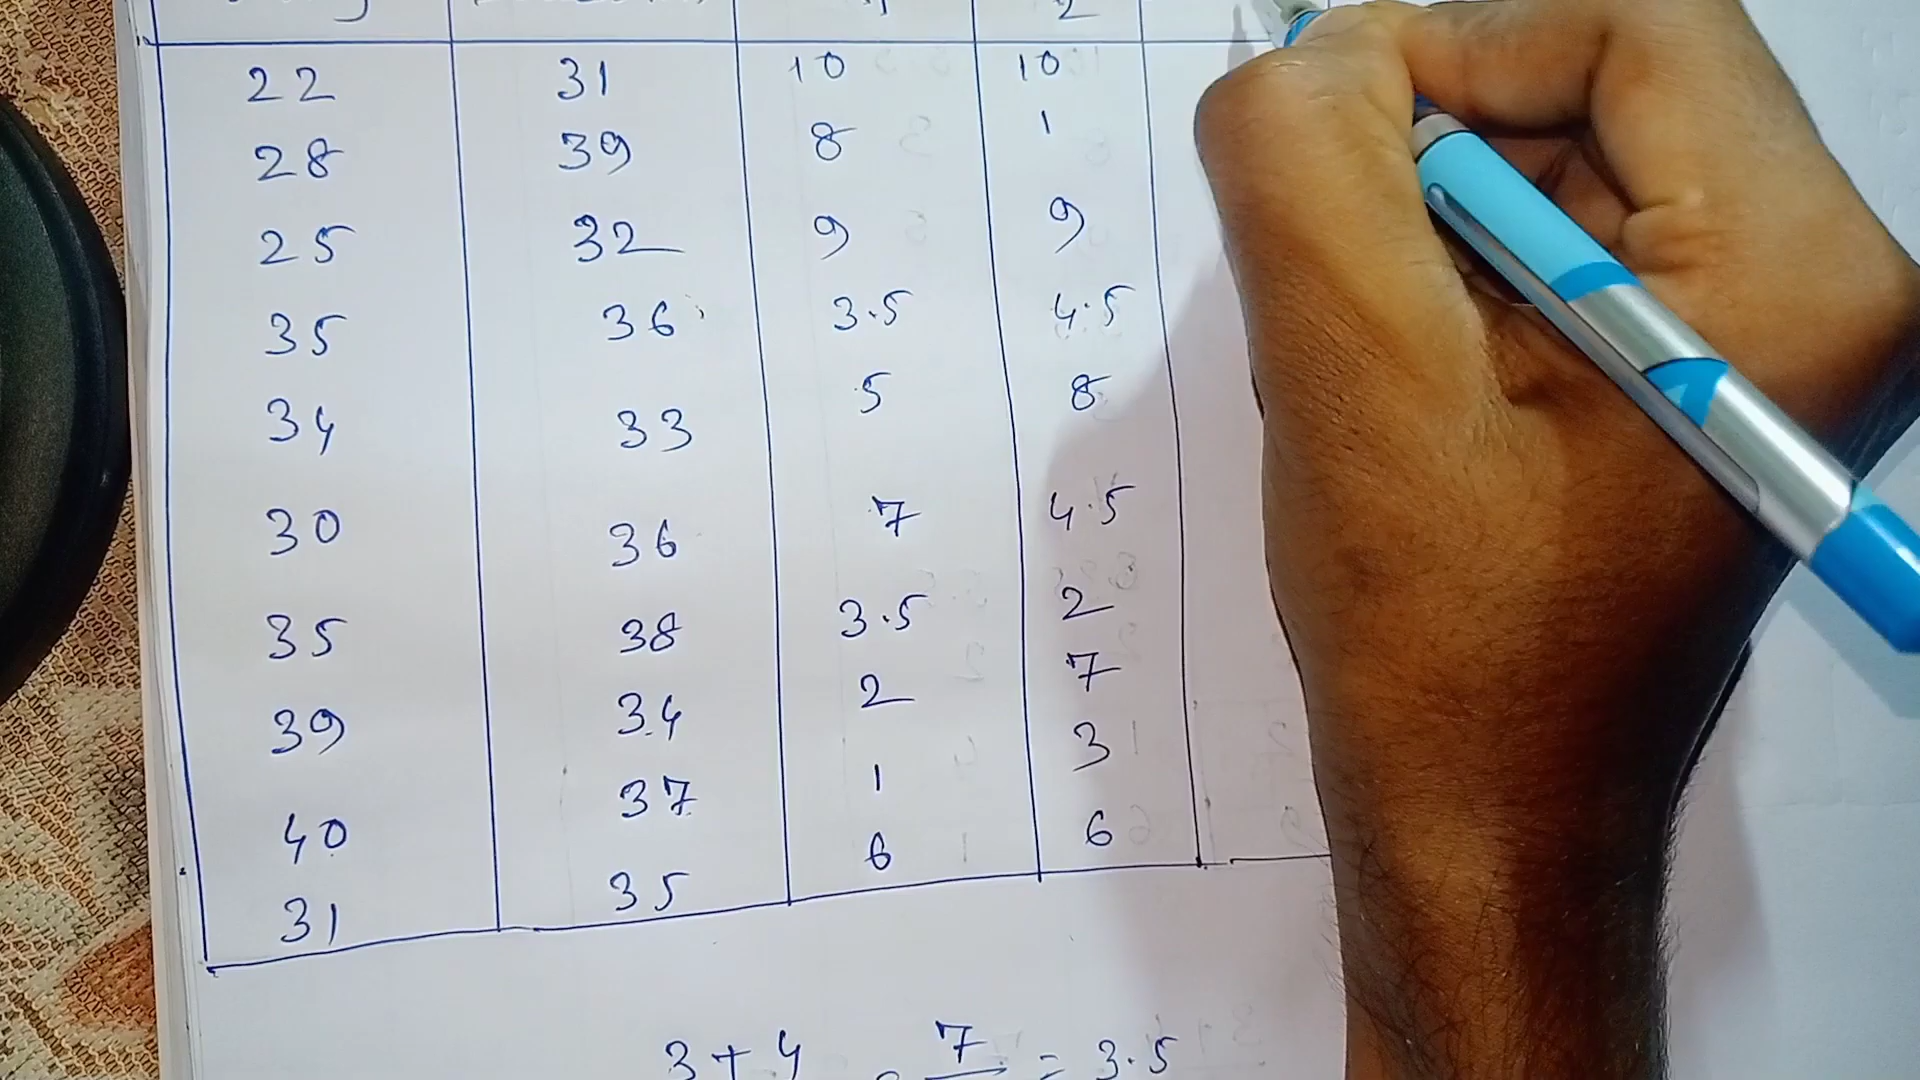 22 31 10 10
28 39 8 1
25 32 9 9
35 36 3.5 4.5
34 33 5 8
30 36 7 4.5
35 38 3.5 2
39 34 2 7
40 37 1 3
31 35 6 6
3+4 = 7 = 3.5